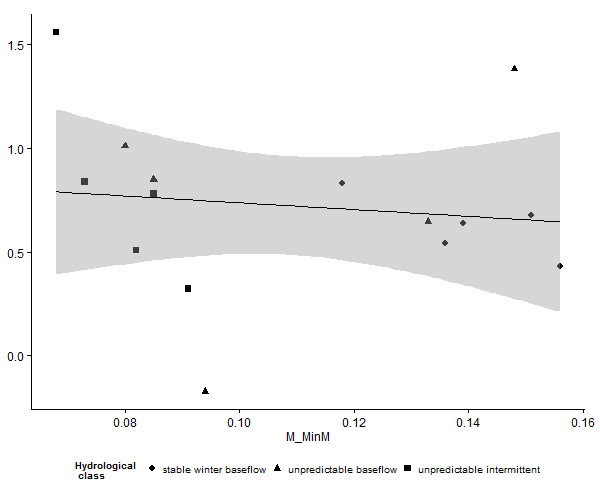 1.5
1.0
0.5
0.0
0.08 0.10 0.12 0.14 0.16
M_MinM
Hydrological
class
stable winter baseflow unpredictable baseflow unpredictable intermittent